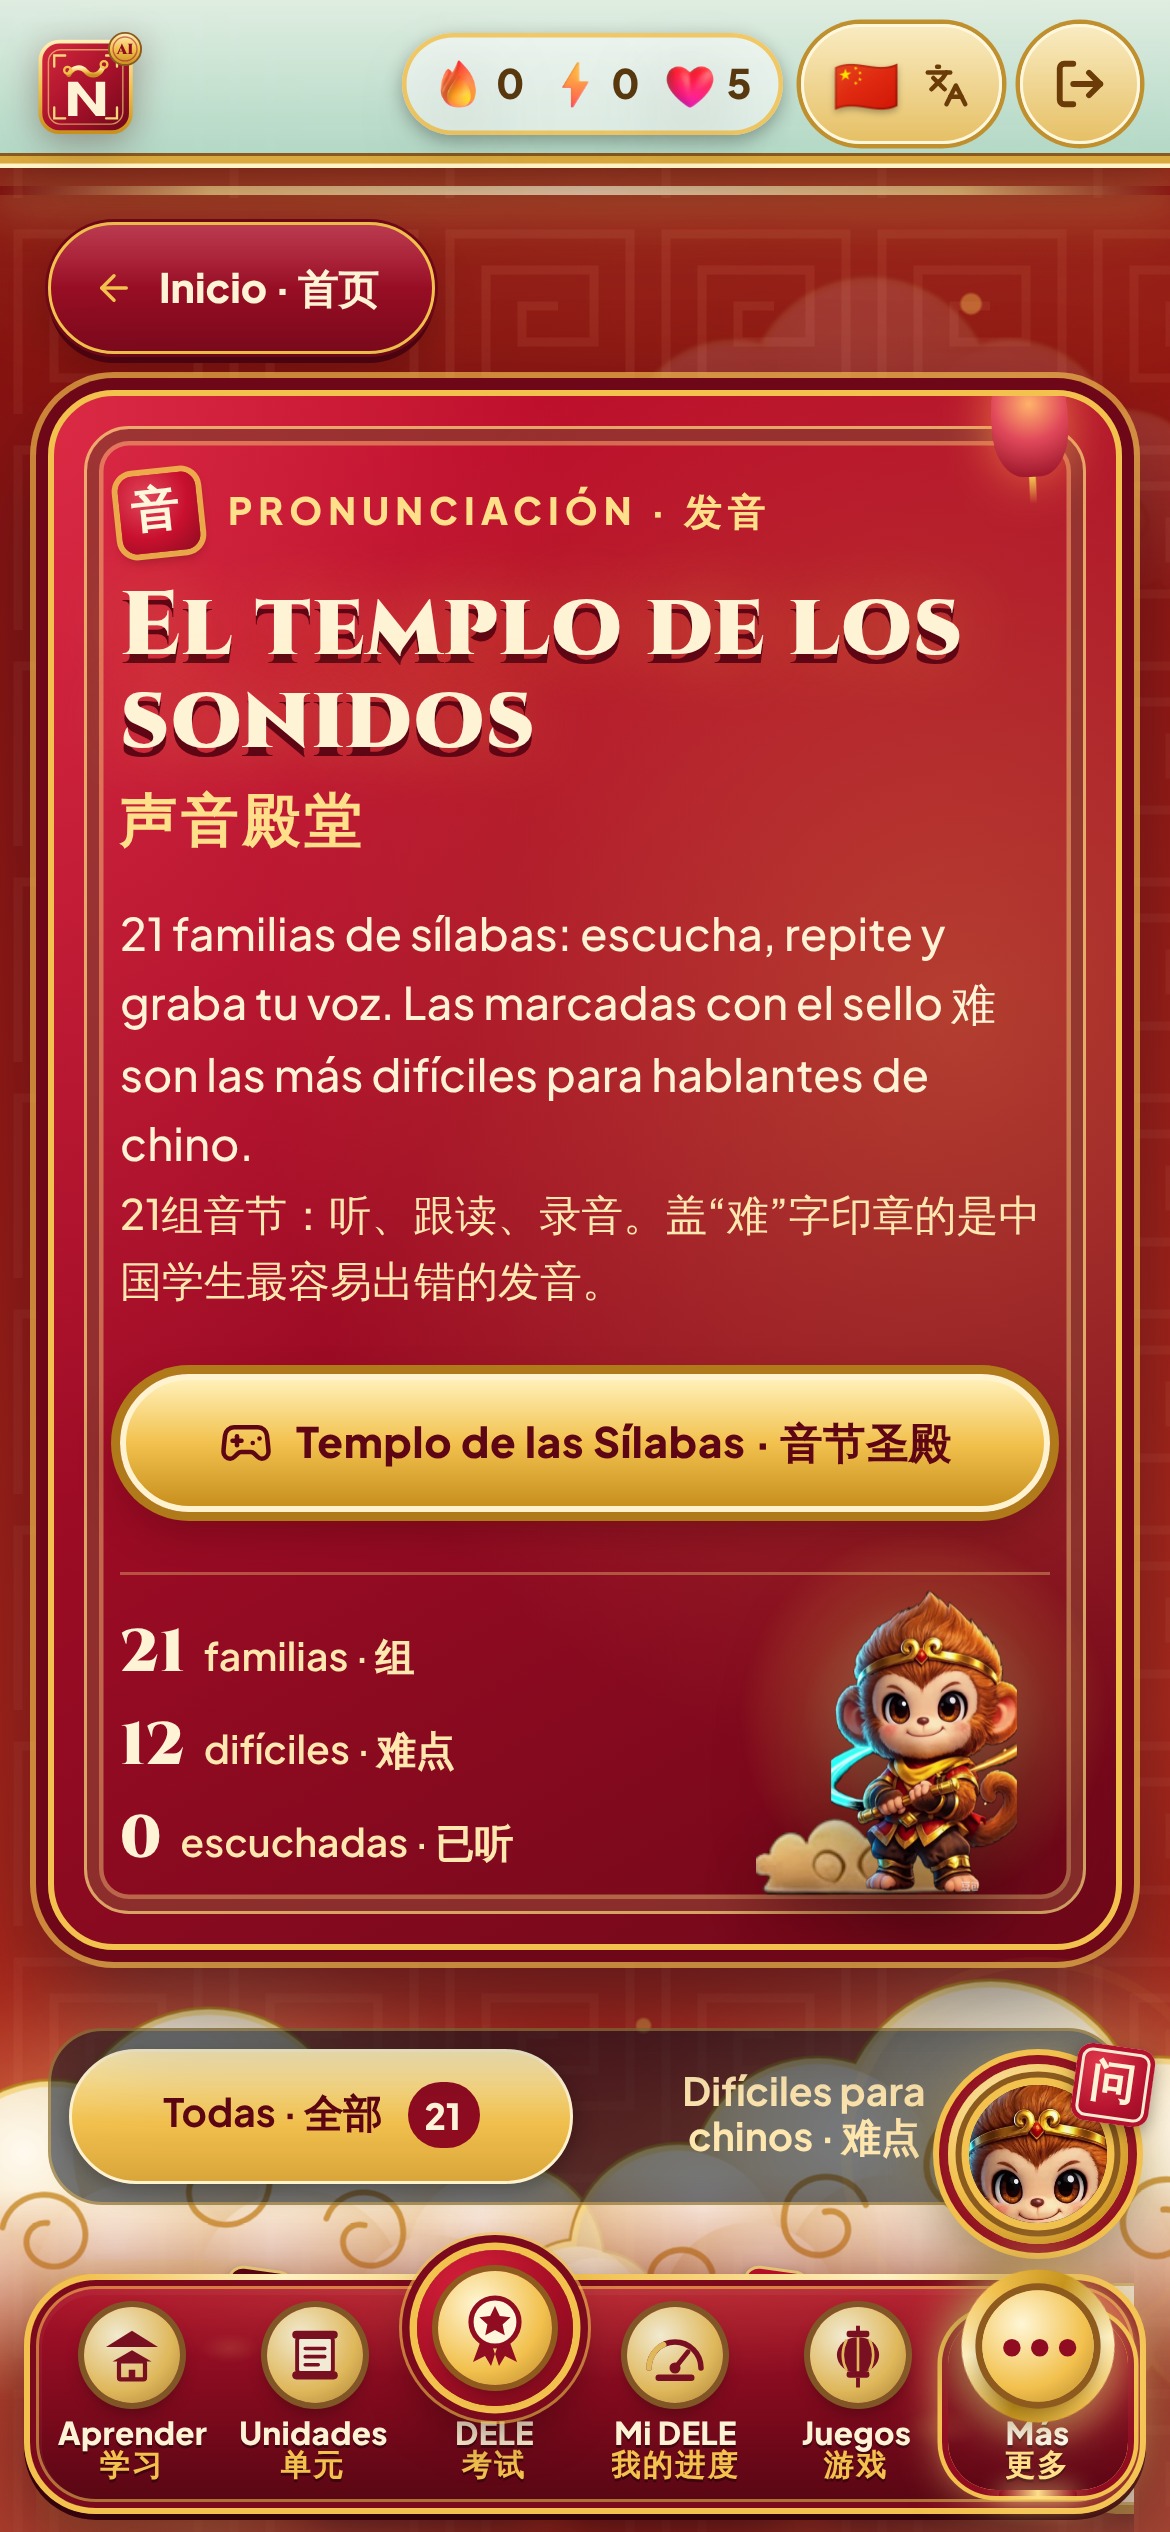 Ñ AI
0 0 5 文A
Inicio · 首页
音 PRONUNCIACIÓN · 发音
EL TEMPLO DE LOS
SONIDOS
声音殿堂
21 familias de sílabas: escucha, repite y
graba tu voz. Las marcadas con el sello 难
son las más difíciles para hablantes de
chino.
21组音节：听、跟读、录音。盖“难”字印章的是中
国学生最容易出错的发音。
Templo de las Sílabas · 音节圣殿
21 familias · 组
12 difíciles · 难点
0 escuchadas · 已听
问
Todas · 全部 21
Difíciles para
chinos · 难点
Aprender Unidades DELE Mi DELE Juegos Más
学习 单元 考试 我的进度 游戏 更多